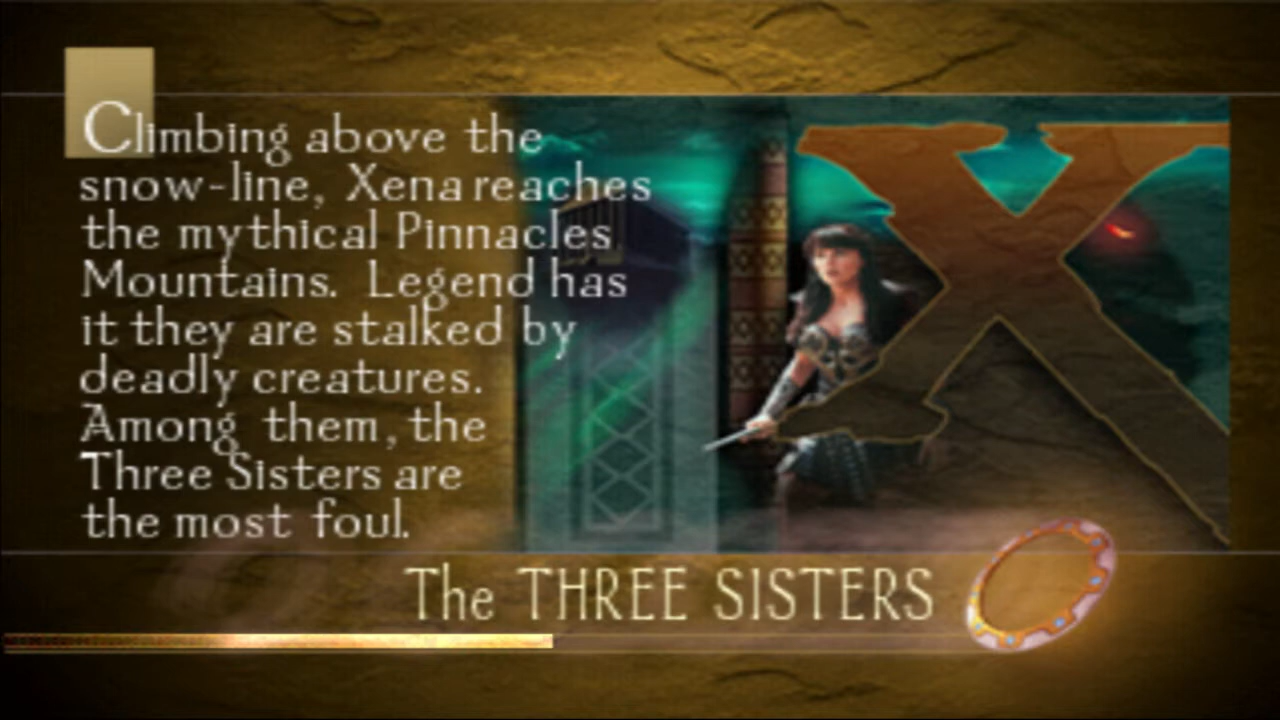 Climbing above the
snow-line, Xena reaches
the mythical Pinnacles
Mountains. Legend has
it they are stalked by
deadly creatures.
Among them, the
Three Sisters are
the most foul.
X
The THREE SISTERS